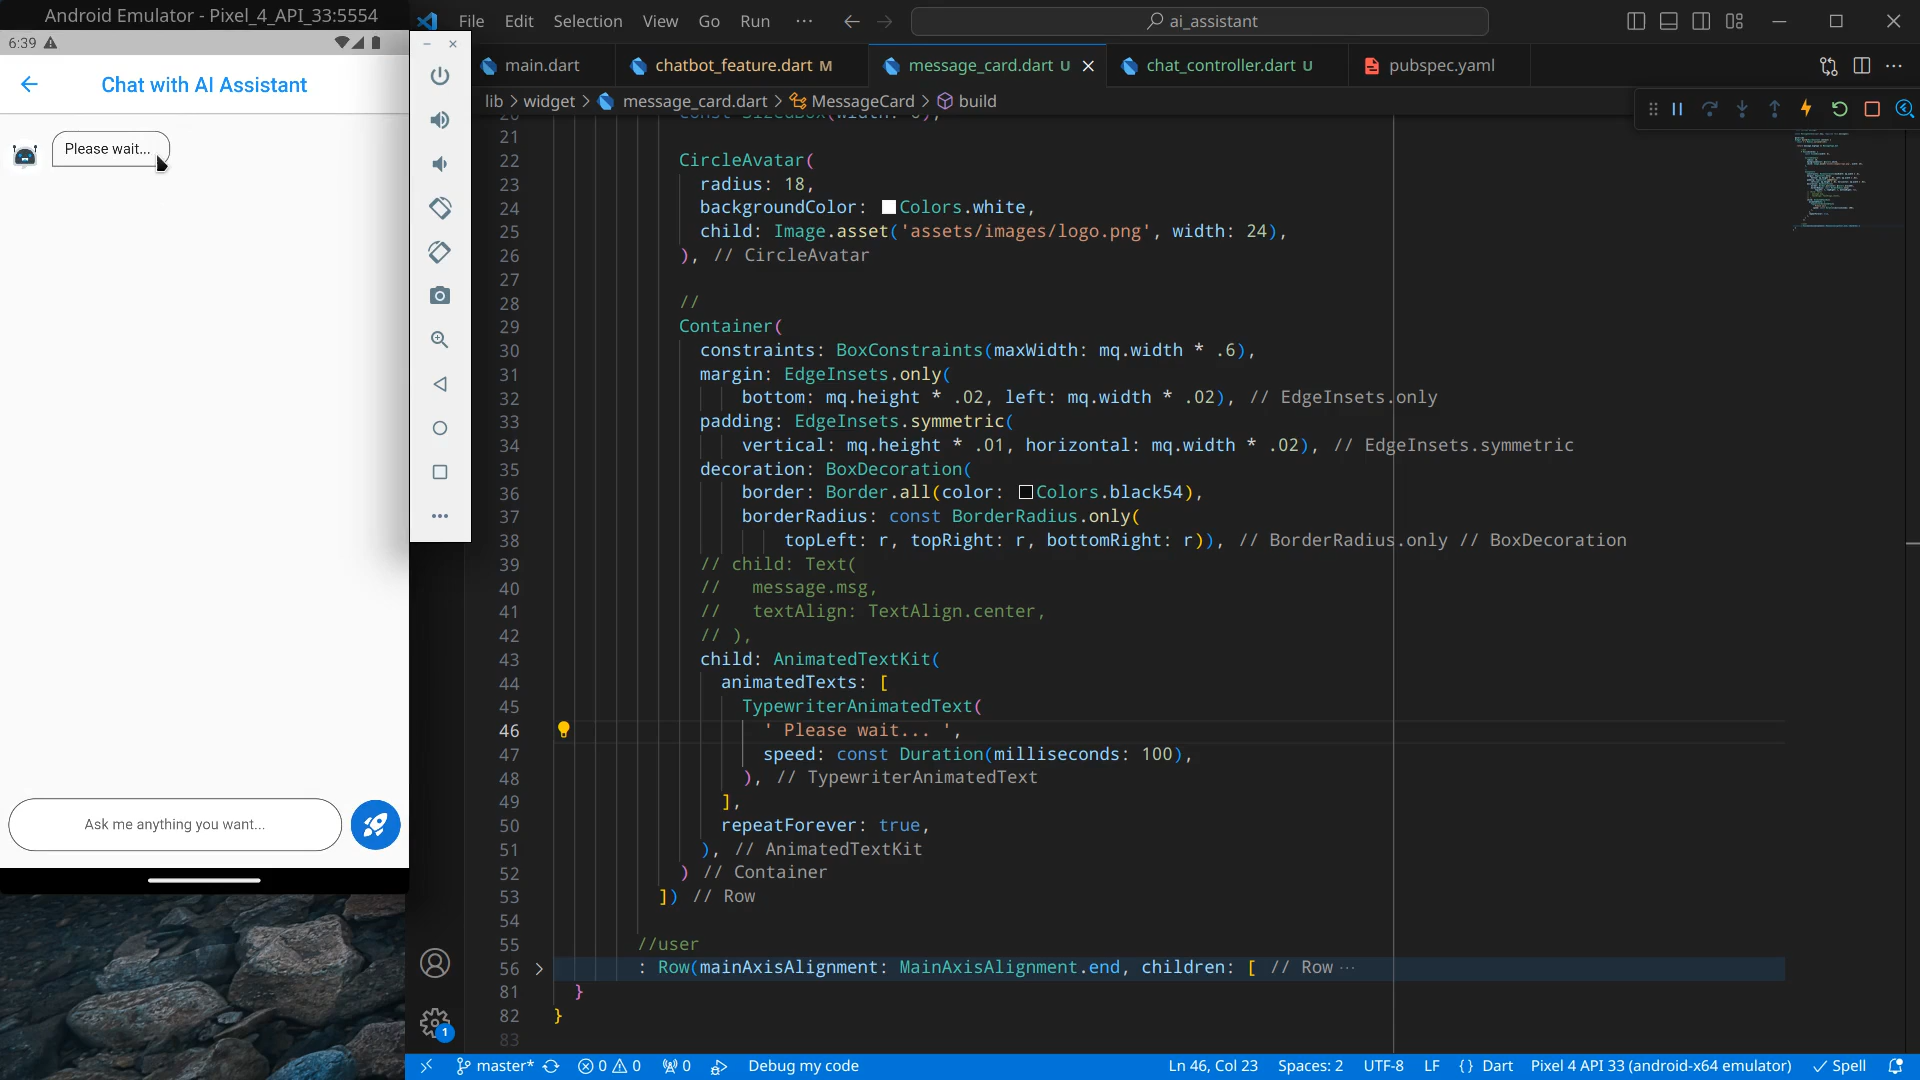 Android Emulator - Pixel_4_API_33:5554
6:39
Chat with AI Assistant
Please wait...
Ask me anything you want...
File Edit Selection View Go Run ···
ai_assistant
main.dart
chatbot_feature.dart M
message_card.dart U
chat_controller.dart U
pubspec.yaml
lib > widget > message_card.dart > MessageCard > build
20 const SizedBox(width: 6),
21
22 CircleAvatar(
23 radius: 18,
24 backgroundColor: Colors.white,
25 child: Image.asset('assets/images/logo.png', width: 24),
26 ), // CircleAvatar
27
28 //
29 Container(
30 constraints: BoxConstraints(maxWidth: mq.width * .6),
31 margin: EdgeInsets.only(
32 bottom: mq.height * .02, left: mq.width * .02), // EdgeInsets.only
33 padding: EdgeInsets.symmetric(
34 vertical: mq.height * .01, horizontal: mq.width * .02), // EdgeInsets.symmetric
35 decoration: BoxDecoration(
36 border: Border.all(color: Colors.black54),
37 borderRadius: const BorderRadius.only(
38 topLeft: r, topRight: r, bottomRight: r)), // BorderRadius.only // BoxDecoration
39 // child: Text(
40 // message.msg,
41 // textAlign: TextAlign.center,
42 // ),
43 child: AnimatedTextKit(
44 animatedTexts: [
45 TypewriterAnimatedText(
46 ' Please wait... ',
47 speed: const Duration(milliseconds: 100),
48 ), // TypewriterAnimatedText
49 ],
50 repeatForever: true,
51 ), // AnimatedTextKit
52 ) // Container
53 ]) // Row
54
55 //user
56 : Row(mainAxisAlignment: MainAxisAlignment.end, children: [ // Row ···
81 }
82 }
83
1
master* 0 0 0 Debug my code Ln 46, Col 23 Spaces: 2 UTF-8 LF {} Dart Pixel 4 API 33 (android-x64 emulator) Spell